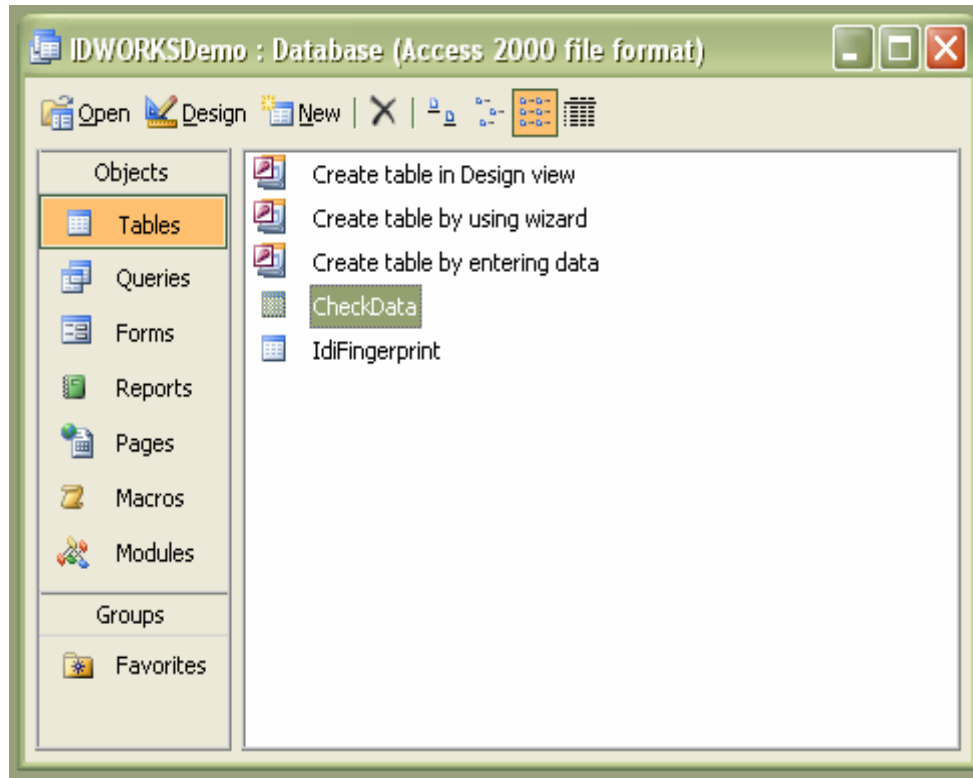 IDWORKSDemo : Database (Access 2000 file format)
Open Design New
Objects
Tables
Queries
Forms
Reports
Pages
Macros
Modules
Groups
Favorites
Create table in Design view
Create table by using wizard
Create table by entering data
CheckData
IdiFingerprint